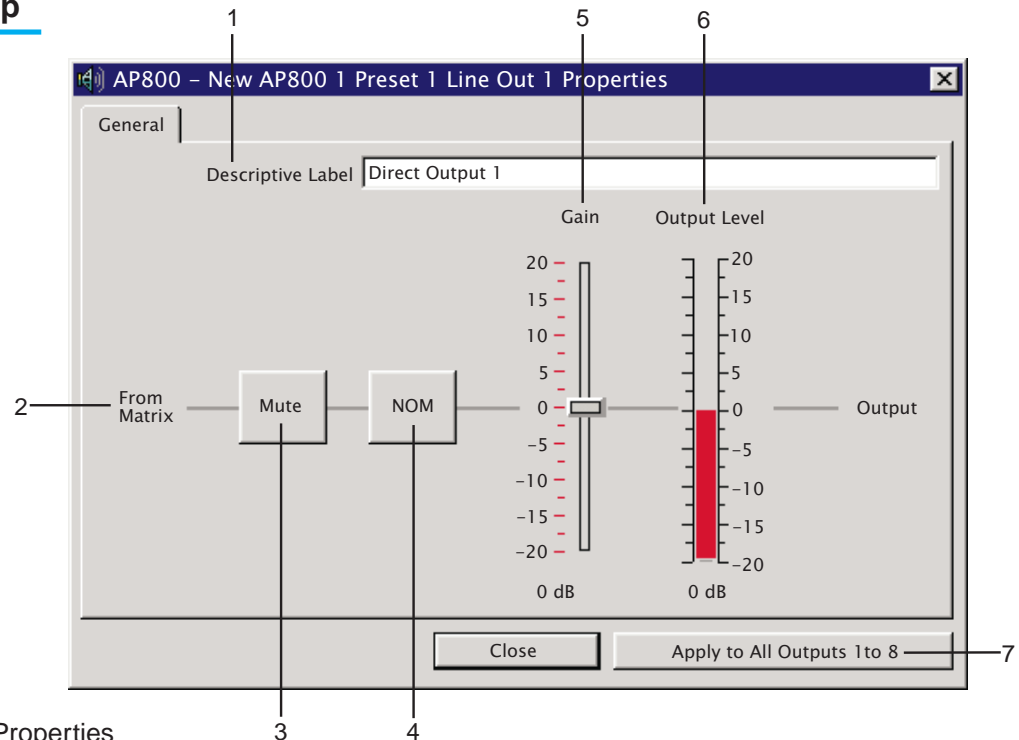 p
1
5
6
AP800 – New AP800 1 Preset 1 Line Out 1 Properties
General
Descriptive Label Direct Output 1
Gain
Output Level
20
15
10
5
0
–5
–10
–15
–20
0 dB
20
15
10
5
0
–5
–10
–15
–20
0 dB
2
From
Matrix
Mute
NOM
Output
Close
Apply to All Outputs 1to 8
7
Properties
3
4